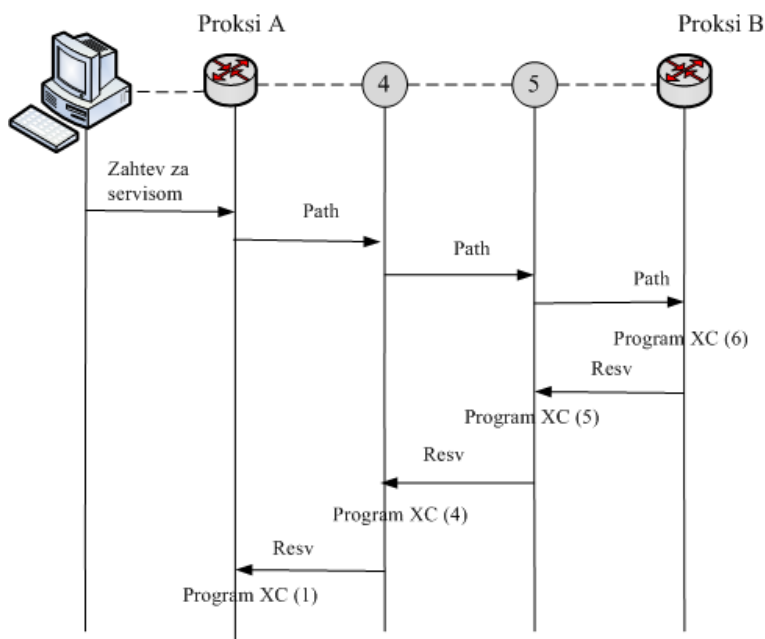 Proksi A
Proksi B
4
5
Zahtev za
servisom
Path
Path
Path
Program XC (6)
Resv
Program XC (5)
Resv
Program XC (4)
Resv
Program XC (1)